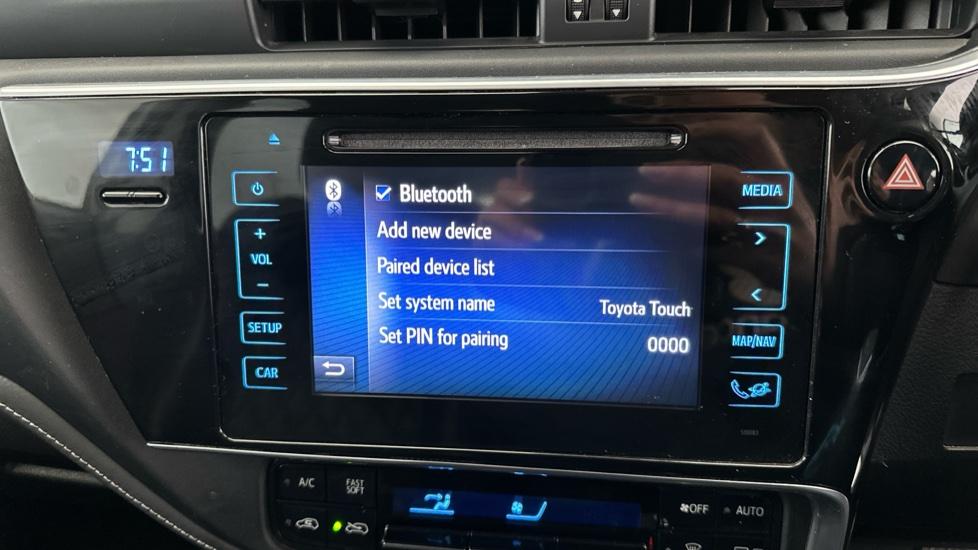 7:51
Bluetooth
Add new device
Paired device list
Set system name Toyota Touch
Set PIN for pairing 0000
+
VOL
−
SETUP
CAR
MEDIA
>
<
MAP/NAV
A/C
FAST
SOFT
OFF
AUTO